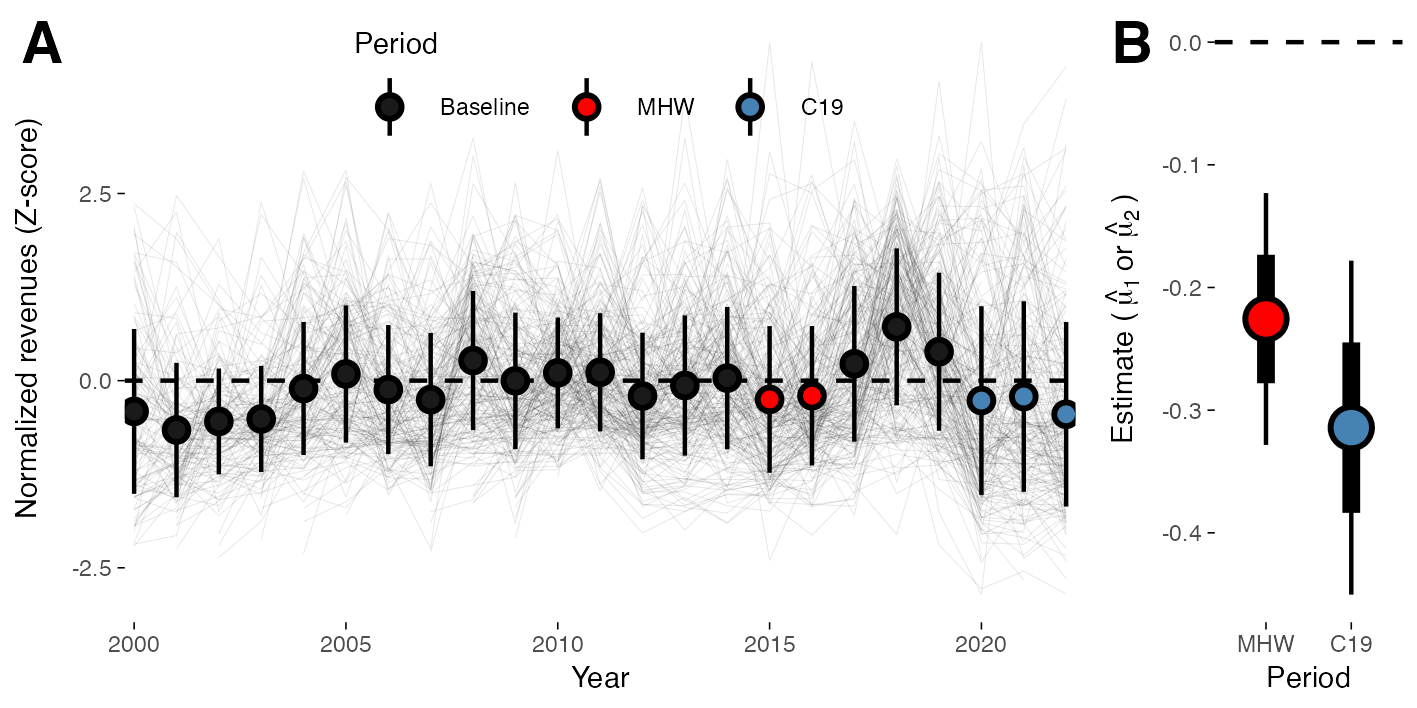 A
Period
Baseline
MHW
C19
Normalized revenues (Z-score)
2.5
0.0
-2.5
2000
2005
2010
2015
2020
Year
B
0.0
-0.1
-0.2
-0.3
-0.4
Estimate ( μ̂₁ or μ̂₂ )
MHW
C19
Period